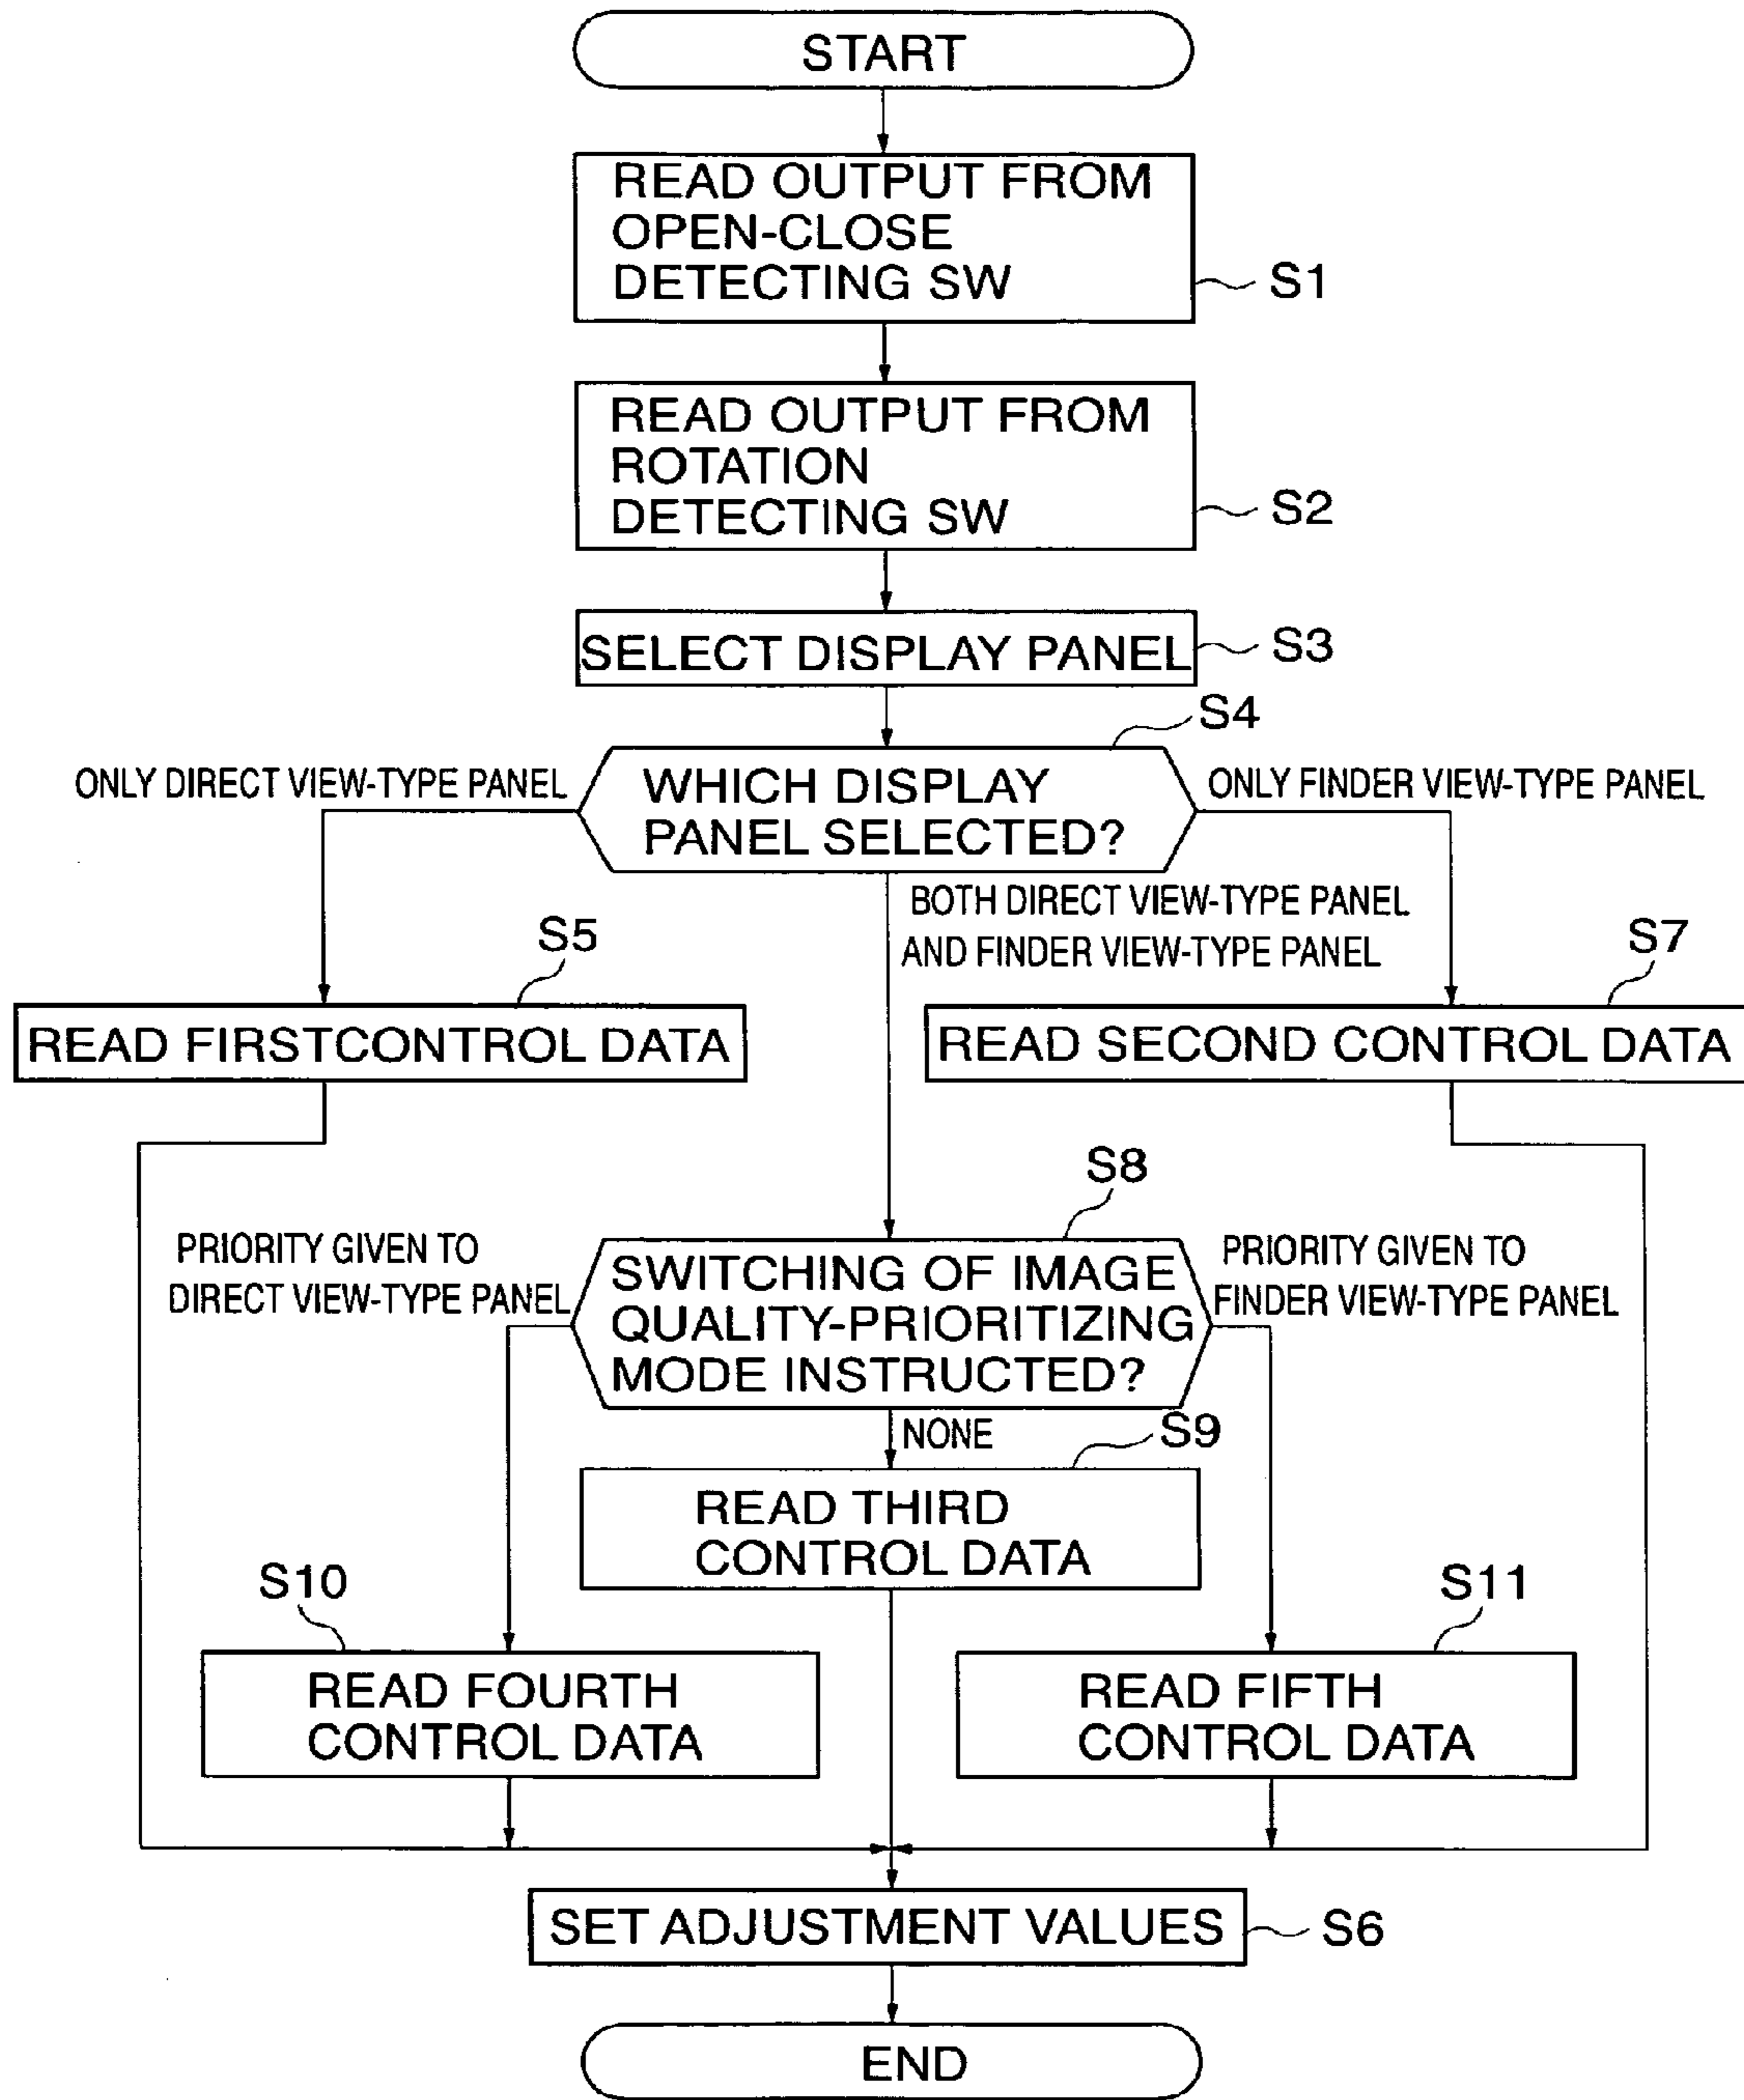 START
READ OUTPUT FROM
OPEN-CLOSE
DETECTING SW
S1
READ OUTPUT FROM
ROTATION
DETECTING SW
S2
SELECT DISPLAY PANEL
S3
S4
WHICH DISPLAY
PANEL SELECTED?
ONLY DIRECT VIEW-TYPE PANEL
ONLY FINDER VIEW-TYPE PANEL
BOTH DIRECT VIEW-TYPE PANEL
AND FINDER VIEW-TYPE PANEL
S5
READ FIRSTCONTROL DATA
S7
READ SECOND CONTROL DATA
S8
PRIORITY GIVEN TO
DIRECT VIEW-TYPE PANEL
SWITCHING OF IMAGE
QUALITY-PRIORITIZING
MODE INSTRUCTED?
PRIORITY GIVEN TO
FINDER VIEW-TYPE PANEL
NONE
S9
READ THIRD
CONTROL DATA
S10
READ FOURTH
CONTROL DATA
S11
READ FIFTH
CONTROL DATA
SET ADJUSTMENT VALUES
S6
END